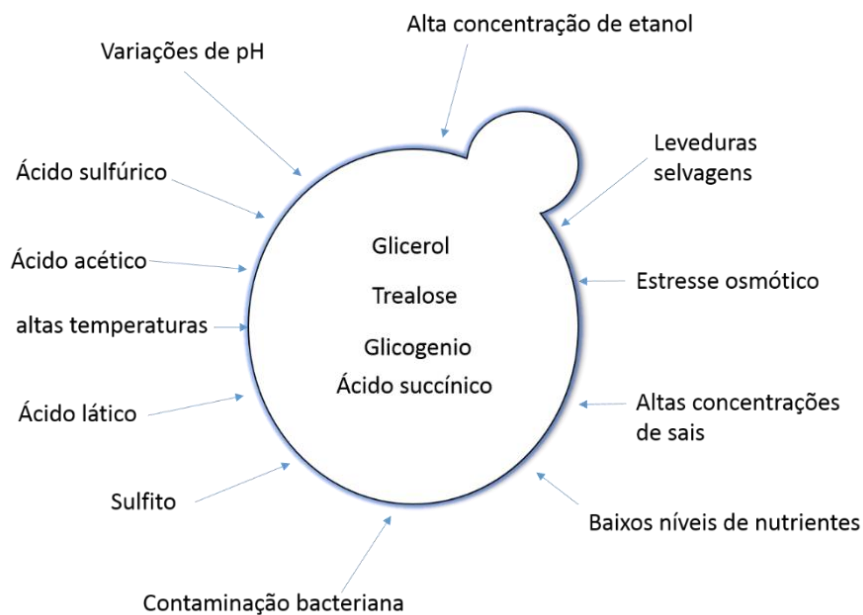 Alta concentração de etanol
Variações de pH
Leveduras
selvagens
Ácido sulfúrico
Glicerol
Ácido acético
Estresse osmótico
Trealose
altas temperaturas
Glicogenio
Ácido succínico
Ácido lático
Altas concentrações
de sais
Sulfito
Baixos níveis de nutrientes
Contaminação bacteriana